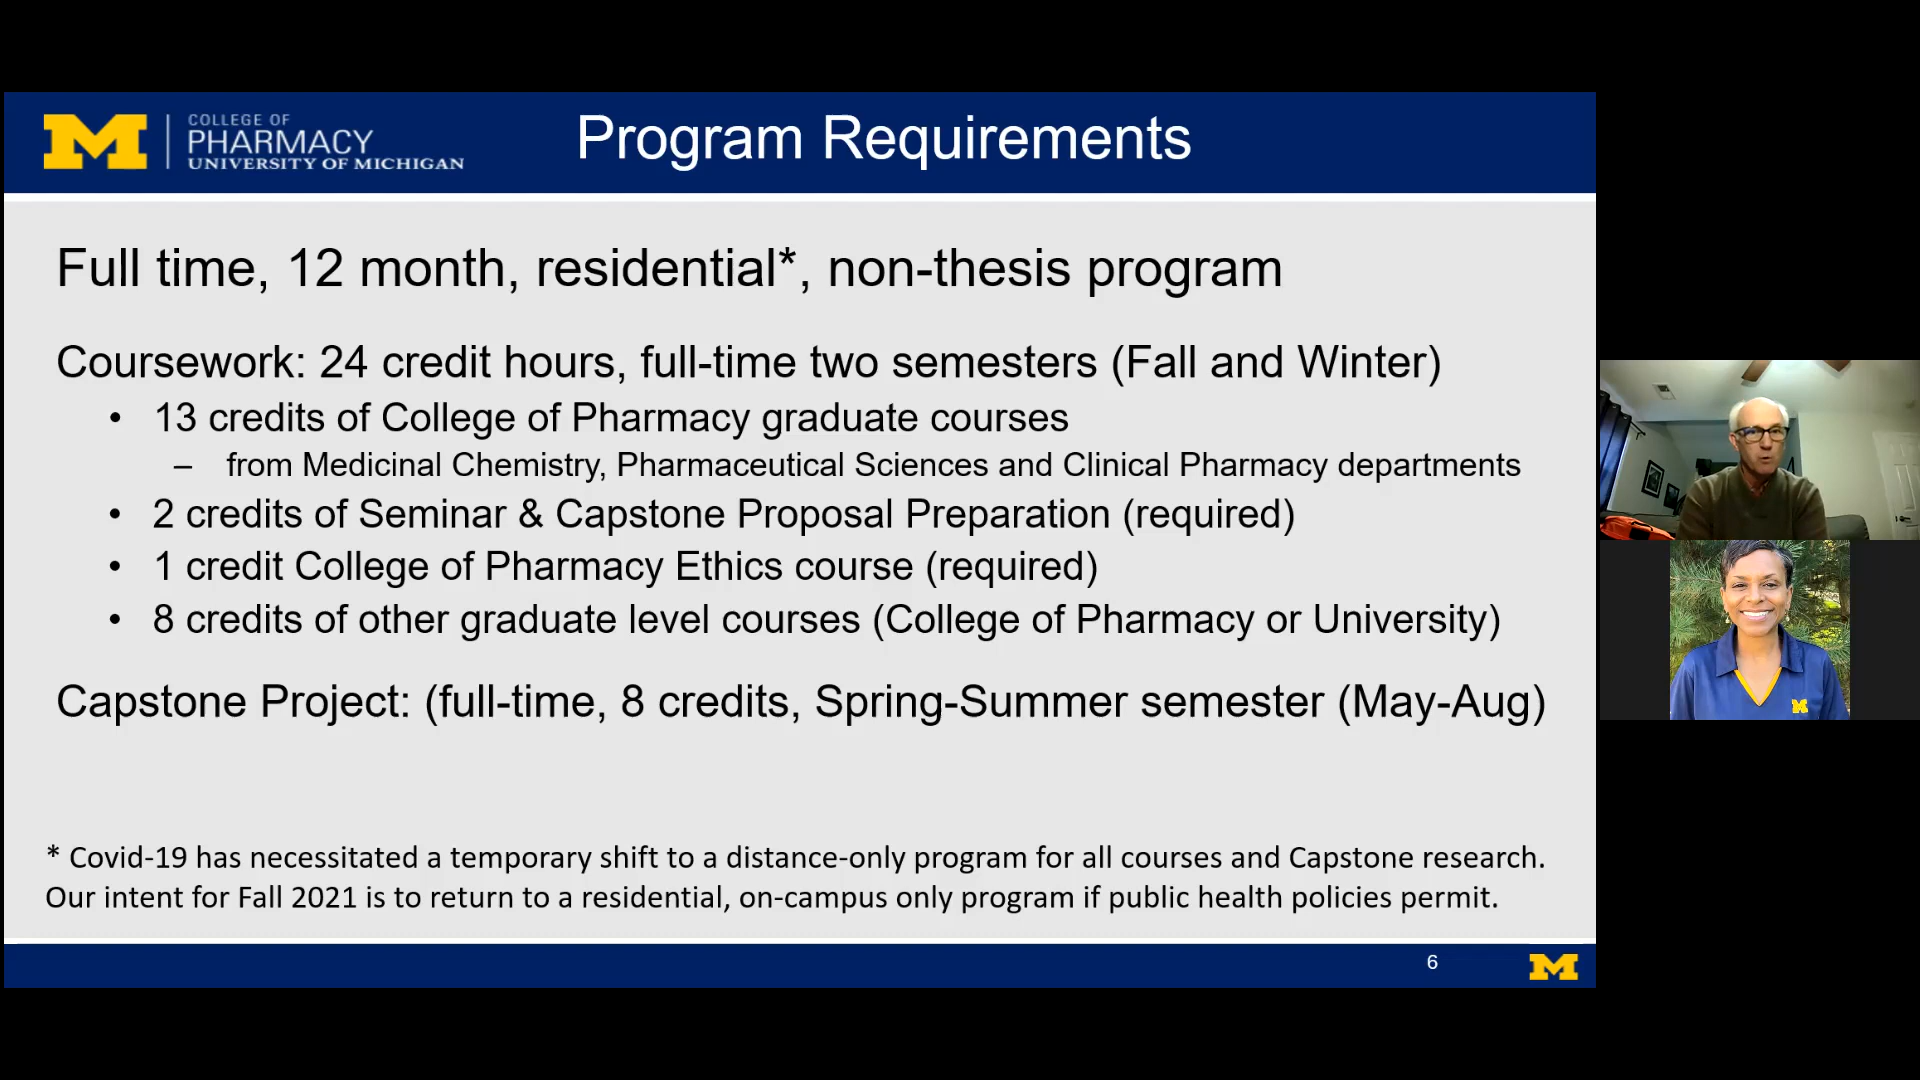 COLLEGE OF
PHARMACY
UNIVERSITY OF MICHIGAN
Program Requirements
Full time, 12 month, residential*, non-thesis program
Coursework: 24 credit hours, full-time two semesters (Fall and Winter)
• 13 credits of College of Pharmacy graduate courses
– from Medicinal Chemistry, Pharmaceutical Sciences and Clinical Pharmacy departments
• 2 credits of Seminar & Capstone Proposal Preparation (required)
• 1 credit College of Pharmacy Ethics course (required)
• 8 credits of other graduate level courses (College of Pharmacy or University)
Capstone Project: (full-time, 8 credits, Spring-Summer semester (May-Aug)
* Covid-19 has necessitated a temporary shift to a distance-only program for all courses and Capstone research.
Our intent for Fall 2021 is to return to a residential, on-campus only program if public health policies permit.
6